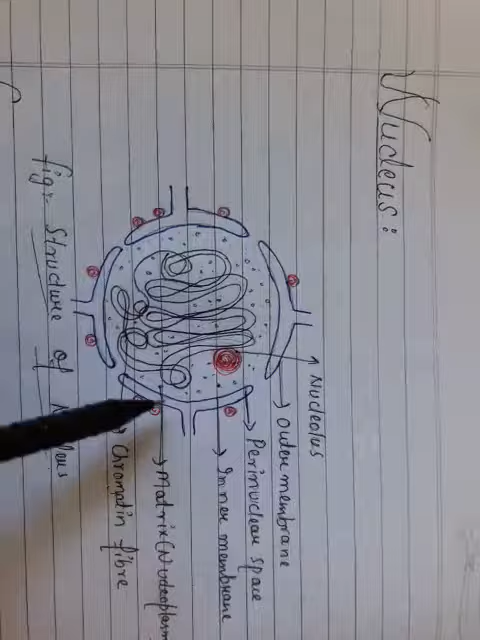 Nucleus:
Nucleolus
Outer membrane
Perinuclear space
Inner membrane
Matrix (Nucleoplasm
Chromatin fibre
fig:- Structure of